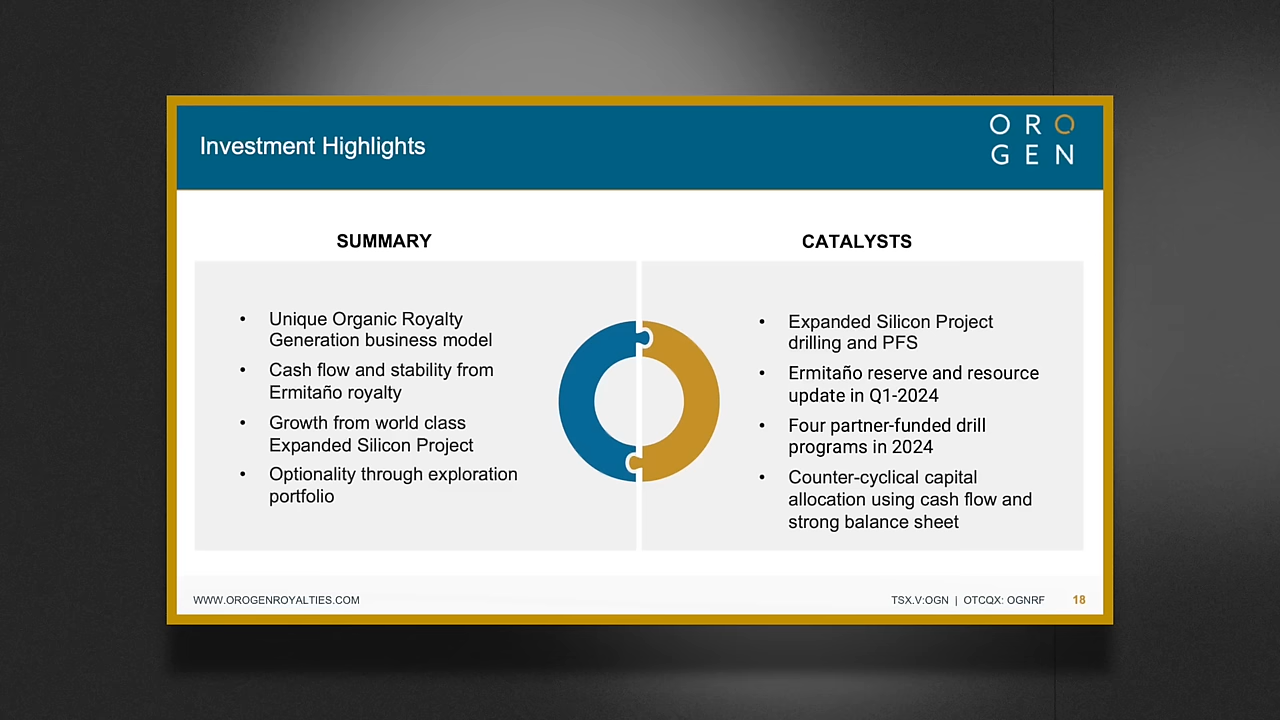 Investment Highlights
O R O
G E N
SUMMARY
• Unique Organic Royalty
Generation business model
• Cash flow and stability from
Ermitaño royalty
• Growth from world class
Expanded Silicon Project
• Optionality through exploration
portfolio
CATALYSTS
• Expanded Silicon Project
drilling and PFS
• Ermitaño reserve and resource
update in Q1-2024
• Four partner-funded drill
programs in 2024
• Counter-cyclical capital
allocation using cash flow and
strong balance sheet
WWW.OROGENROYALTIES.COM
TSX.V:OGN | OTCQX: OGNRF 18